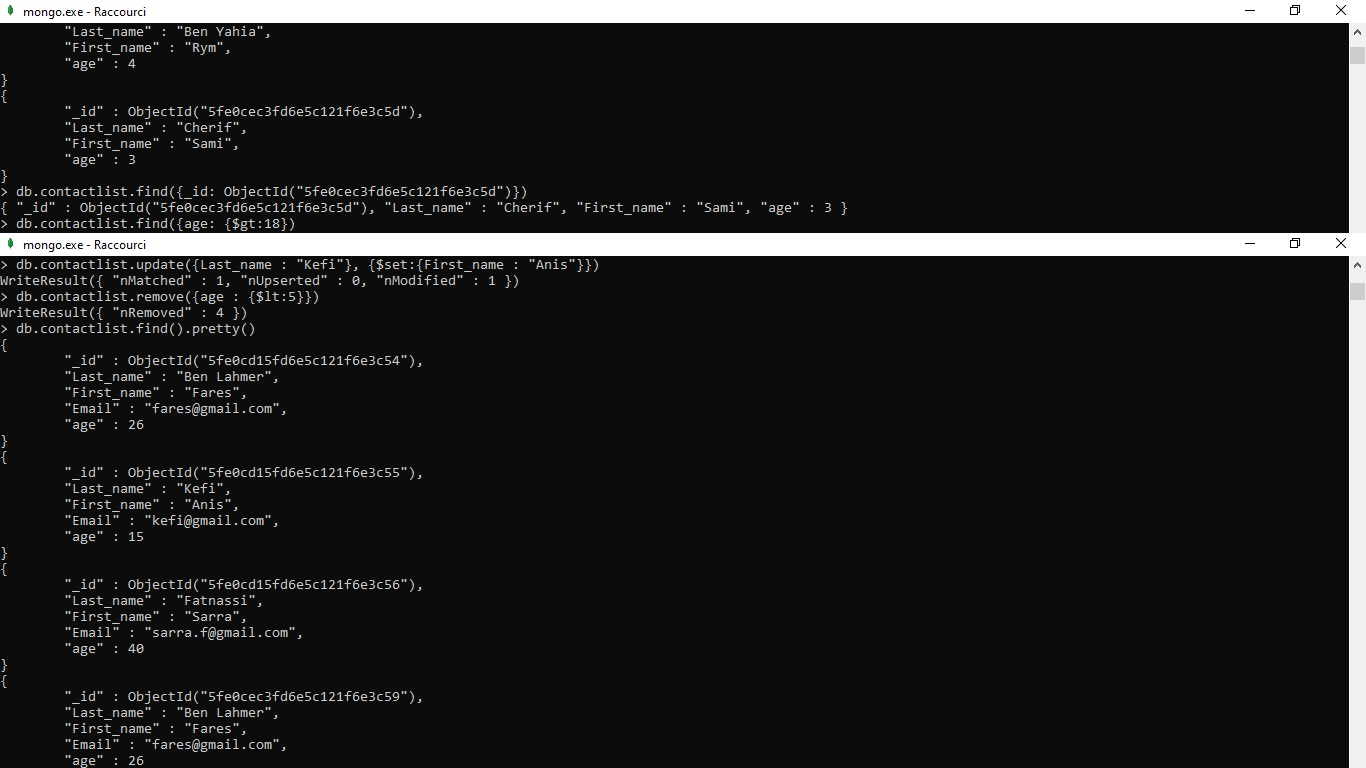 mongo.exe - Raccourci
        "Last_name" : "Ben Yahia",
        "First_name" : "Rym",
        "age" : 4
}
{
        "_id" : ObjectId("5fe0cec3fd6e5c121f6e3c5d"),
        "Last_name" : "Cherif",
        "First_name" : "Sami",
        "age" : 3
}
> db.contactlist.find({_id: ObjectId("5fe0cec3fd6e5c121f6e3c5d")})
{ "_id" : ObjectId("5fe0cec3fd6e5c121f6e3c5d"), "Last_name" : "Cherif", "First_name" : "Sami", "age" : 3 }
> db.contactlist.find({age: {$gt:18})
mongo.exe - Raccourci
> db.contactlist.update({Last_name : "Kefi"}, {$set:{First_name : "Anis"}})
WriteResult({ "nMatched" : 1, "nUpserted" : 0, "nModified" : 1 })
> db.contactlist.remove({age : {$lt:5}})
WriteResult({ "nRemoved" : 4 })
> db.contactlist.find().pretty()
{
        "_id" : ObjectId("5fe0cd15fd6e5c121f6e3c54"),
        "Last_name" : "Ben Lahmer",
        "First_name" : "Fares",
        "Email" : "fares@gmail.com",
        "age" : 26
}
{
        "_id" : ObjectId("5fe0cd15fd6e5c121f6e3c55"),
        "Last_name" : "Kefi",
        "First_name" : "Anis",
        "Email" : "kefi@gmail.com",
        "age" : 15
}
{
        "_id" : ObjectId("5fe0cd15fd6e5c121f6e3c56"),
        "Last_name" : "Fatnassi",
        "First_name" : "Sarra",
        "Email" : "sarra.f@gmail.com",
        "age" : 40
}
{
        "_id" : ObjectId("5fe0cec3fd6e5c121f6e3c59"),
        "Last_name" : "Ben Lahmer",
        "First_name" : "Fares",
        "Email" : "fares@gmail.com",
        "age" : 26